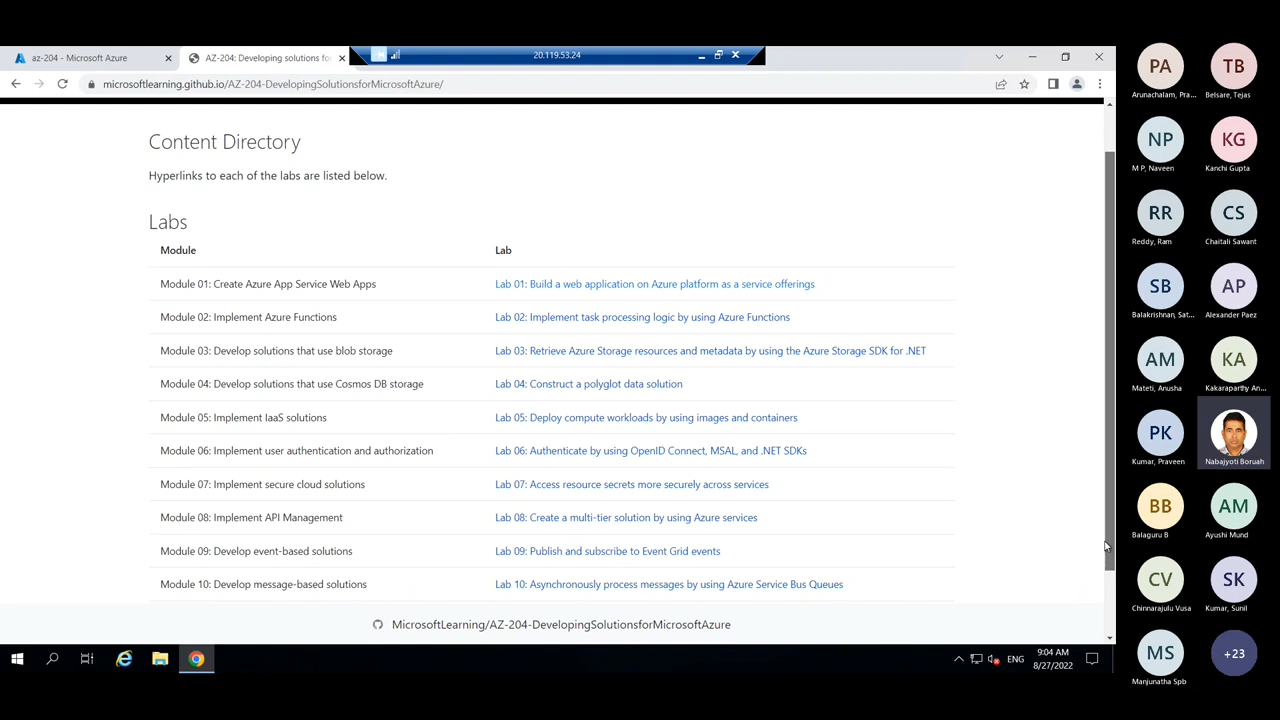 az-204 - Microsoft Azure
AZ-204: Developing solutions fo
20.119.53.24
microsoftlearning.github.io/AZ-204-DevelopingSolutionsforMicrosoftAzure/
Content Directory
Hyperlinks to each of the labs are listed below.
Labs
Module Lab
Module 01: Create Azure App Service Web Apps Lab 01: Build a web application on Azure platform as a service offerings
Module 02: Implement Azure Functions Lab 02: Implement task processing logic by using Azure Functions
Module 03: Develop solutions that use blob storage Lab 03: Retrieve Azure Storage resources and metadata by using the Azure Storage SDK for .NET
Module 04: Develop solutions that use Cosmos DB storage Lab 04: Construct a polyglot data solution
Module 05: Implement IaaS solutions Lab 05: Deploy compute workloads by using images and containers
Module 06: Implement user authentication and authorization Lab 06: Authenticate by using OpenID Connect, MSAL, and .NET SDKs
Module 07: Implement secure cloud solutions Lab 07: Access resource secrets more securely across services
Module 08: Implement API Management Lab 08: Create a multi-tier solution by using Azure services
Module 09: Develop event-based solutions Lab 09: Publish and subscribe to Event Grid events
Module 10: Develop message-based solutions Lab 10: Asynchronously process messages by using Azure Service Bus Queues
MicrosoftLearning/AZ-204-DevelopingSolutionsforMicrosoftAzure
ENG
9:04 AM
8/27/2022
PA TB
Arunachalam, Pra... Belsare, Tejas
NP KG
M P, Naveen Kanchi Gupta
RR CS
Reddy, Ram Chaitali Sawant
SB AP
Balakrishnan, Sat... Alexander Paez
AM KA
Mateti, Anusha Kakaraparthy An...
PK
Kumar, Praveen Nabajyoti Boruah
BB AM
Balaguru B Ayushi Mund
CV SK
Chinnarajulu Vusa Kumar, Sunil
MS +23
Manjunatha Spb